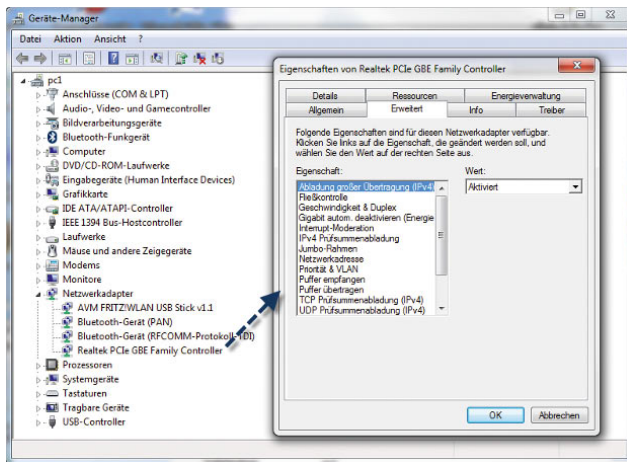 Geräte-Manager
Datei Aktion Ansicht ?
pc1
Anschlüsse (COM & LPT)
Audio-, Video- und Gamecontroller
Bildverarbeitungsgeräte
Bluetooth-Funkgerät
Computer
DVD/CD-ROM-Laufwerke
Eingabegeräte (Human Interface Devices)
Grafikkarte
IDE ATA/ATAPI-Controller
IEEE 1394 Bus-Hostcontroller
Laufwerke
Mäuse und andere Zeigegeräte
Modems
Monitore
Netzwerkadapter
AVM FRITZ!WLAN USB Stick v1.1
Bluetooth-Gerät (PAN)
Bluetooth-Gerät (RFCOMM-Protokoll-TDI)
Realtek PCIe GBE Family Controller
Prozessoren
Systemgeräte
Tastaturen
Tragbare Geräte
USB-Controller
Eigenschaften von Realtek PCIe GBE Family Controller
Details Ressourcen Energieverwaltung
Allgemein Erweitert Info Treiber
Folgende Eigenschaften sind für diesen Netzwerkadapter verfügbar.
Klicken Sie links auf die Eigenschaft, die geändert werden soll, und
wählen Sie den Wert auf der rechten Seite aus.
Eigenschaft: Wert:
Abladung großer Übertragung (IPv4) Aktiviert
Fließkontrolle
Geschwindigkeit & Duplex
Gigabit autom. deaktivieren (Energie
Interrupt-Moderation
IPv4 Prüfsummenabladung
Jumbo-Rahmen
Netzwerkadresse
Priorität & VLAN
Puffer empfangen
Puffer übertragen
TCP Prüfsummenabladung (IPv4)
UDP Prüfsummenabladung (IPv4)
OK Abbrechen